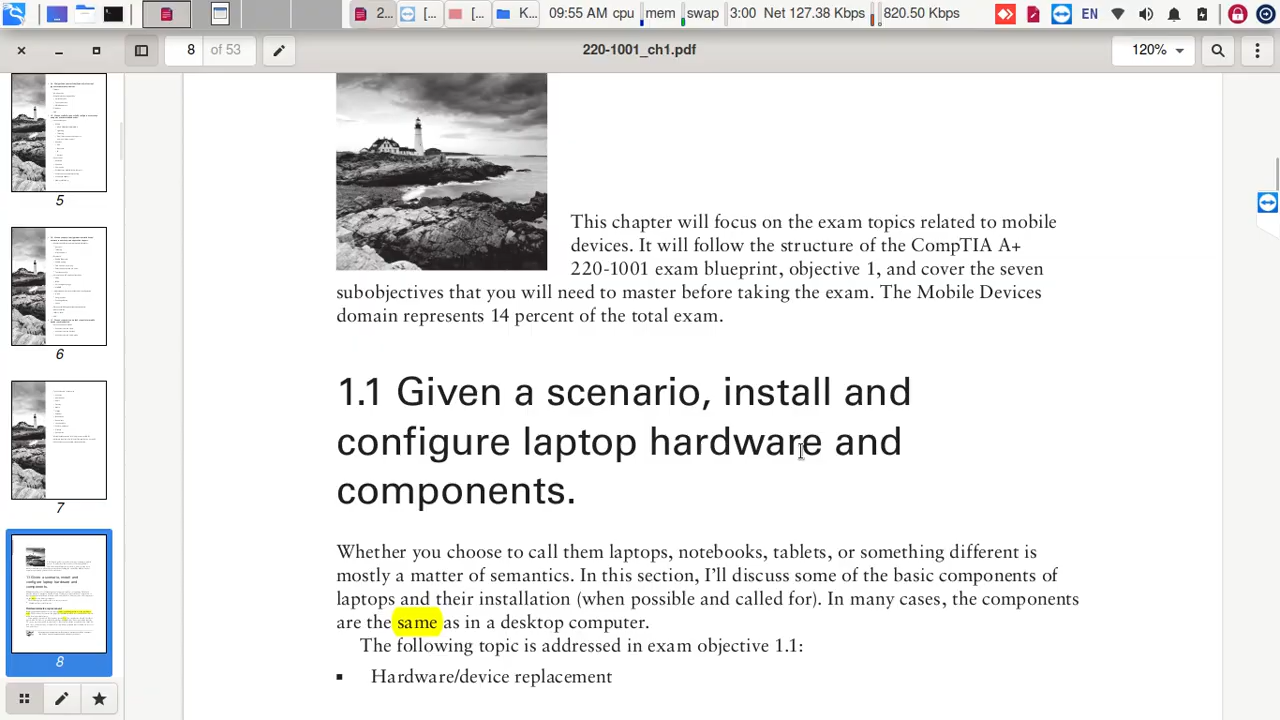 2...
[...
[...
K...
09:55 AM cpu
mem
swap
3:00
27.38 Kbps
820.50 Kbps
EN
8 of 53
220-1001_ch1.pdf
120%
5
6
7
8
This chapter will focus on the exam topics related to mobile
devices. It will follow the structure of the CompTIA A+
220-1001 exam blueprint, objective 1, and cover the seven
subobjectives that you will need to master before taking the exam. The Mobile Devices
domain represents 14 percent of the total exam.
1.1 Given a scenario, install and
configure laptop hardware and
components.
Whether you choose to call them laptops, notebooks, tablets, or something different is
mostly a matter of semantics. In this section, I'll discuss some of the basic components of
laptops and their installation (when possible and called for). In many cases, the components
are the same as in a desktop computer.
The following topic is addressed in exam objective 1.1:
■ Hardware/device replacement